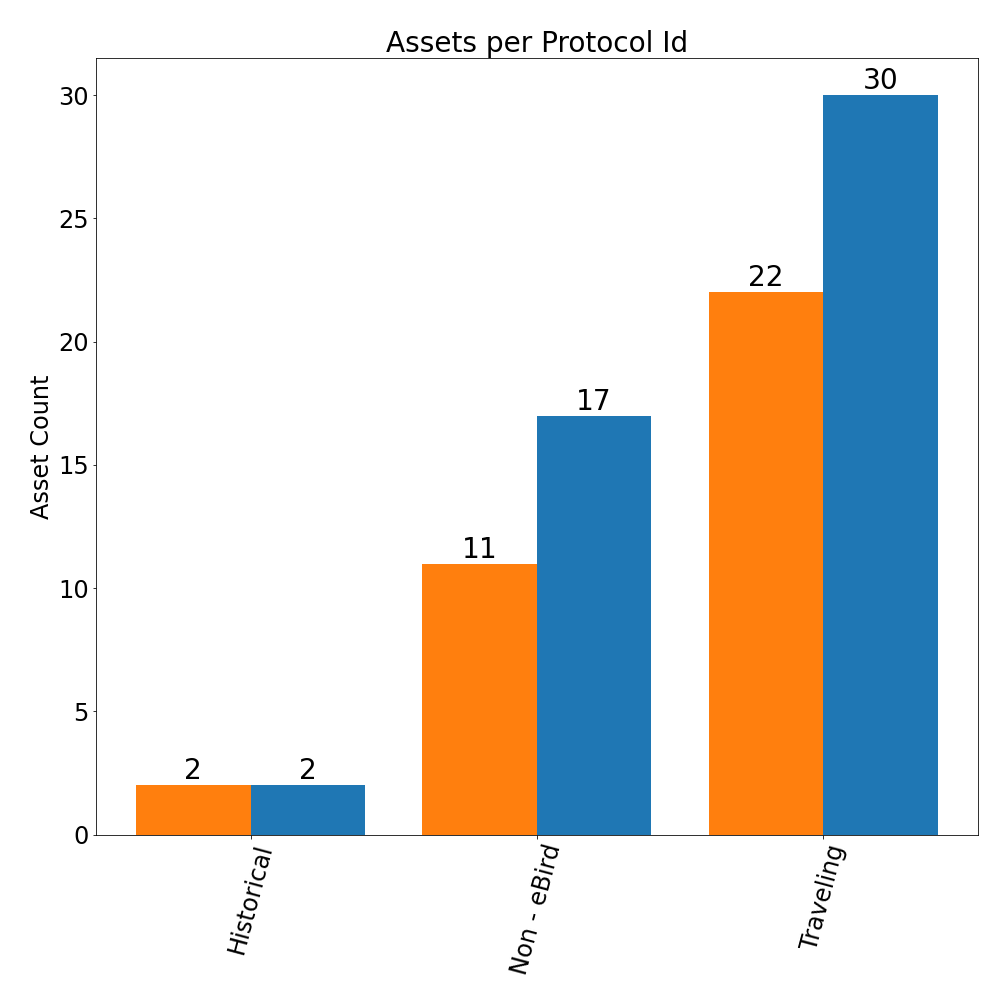 Assets per Protocol Id
Asset Count
30
25
20
15
10
5
0
2
2
11
17
22
30
Historical
Non - eBird
Traveling